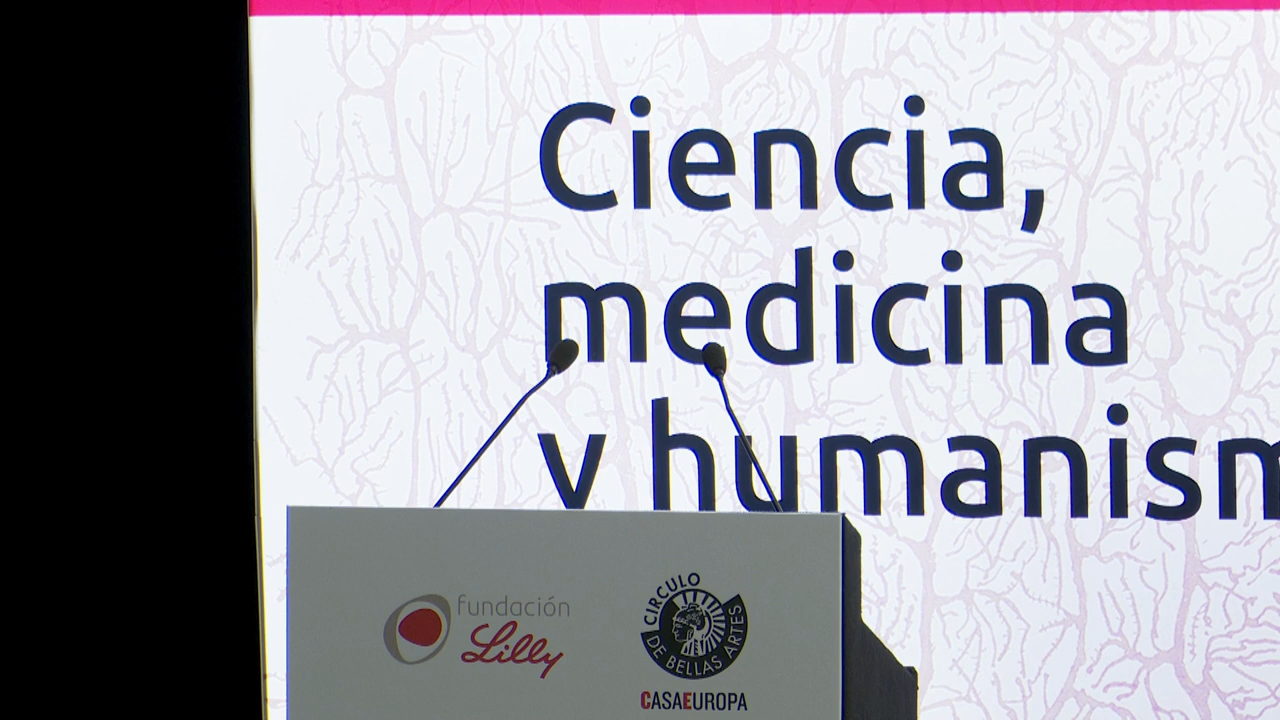 Ciencia,
medicina
y humanism
fundación
Lilly
CIRCULO
DE BELLAS ARTES
CASAEUROPA